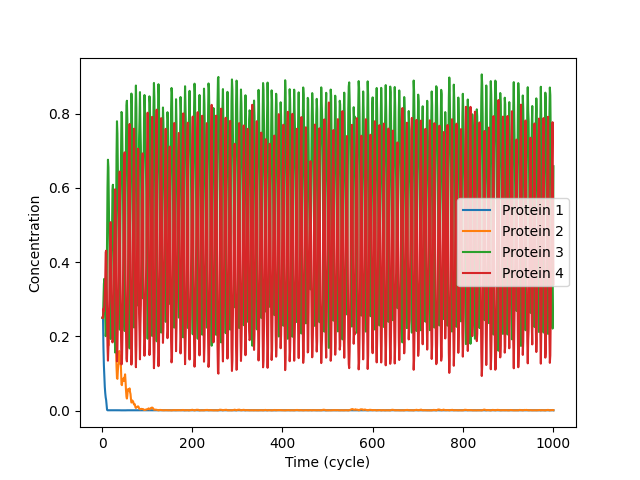 Concentration
0.8
0.6
0.4
0.2
0.0
Protein 1
Protein 2
Protein 3
Protein 4
0 200 400 600 800 1000
Time (cycle)